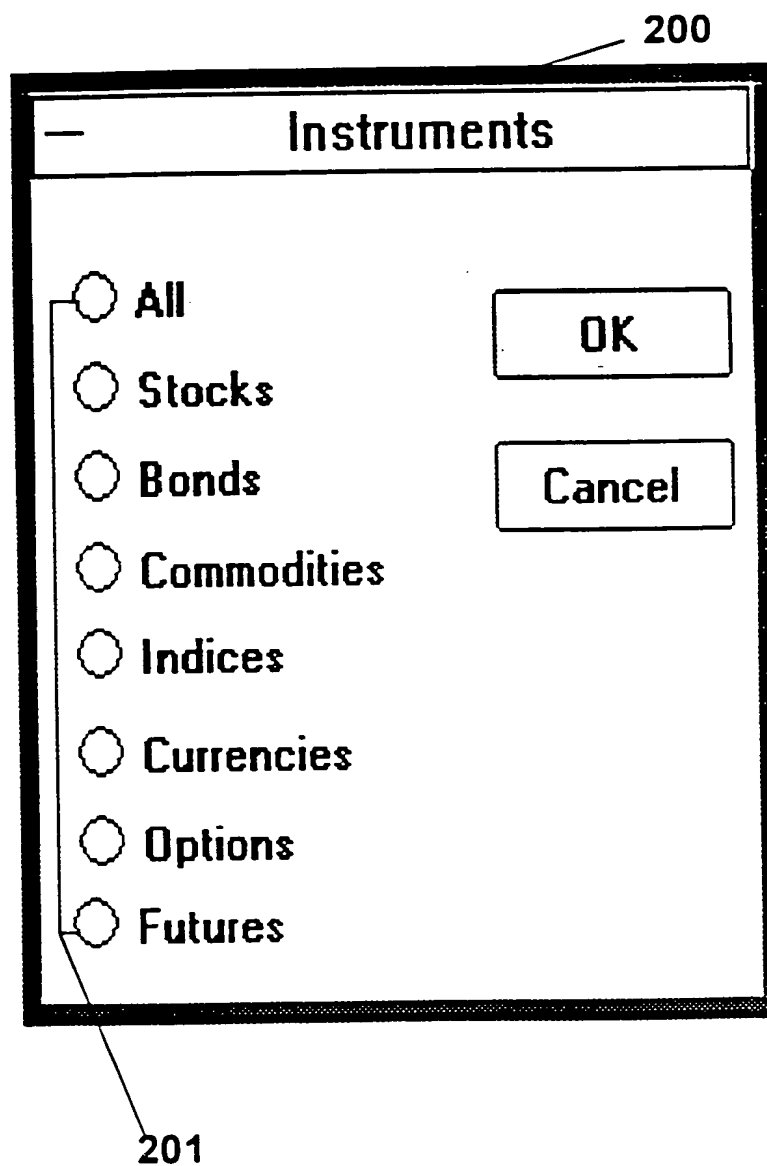 200
Instruments
All
OK
Stocks
Bonds
Cancel
Commodities
Indices
Currencies
Options
Futures
201